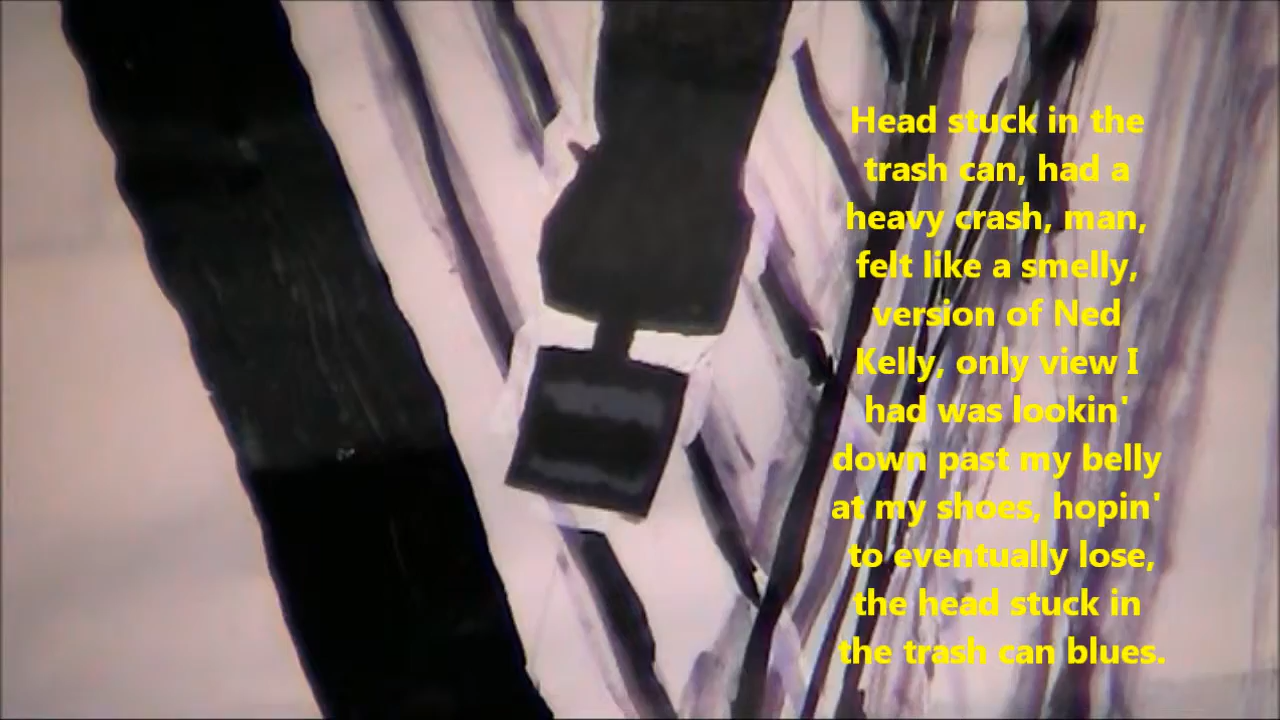 Head stuck in the
trash can, had a
heavy crash, man,
felt like a smelly,
version of Ned
Kelly, only view I
had was lookin'
down past my belly
at my shoes, hopin'
to eventually lose,
the head stuck in
the trash can blues.